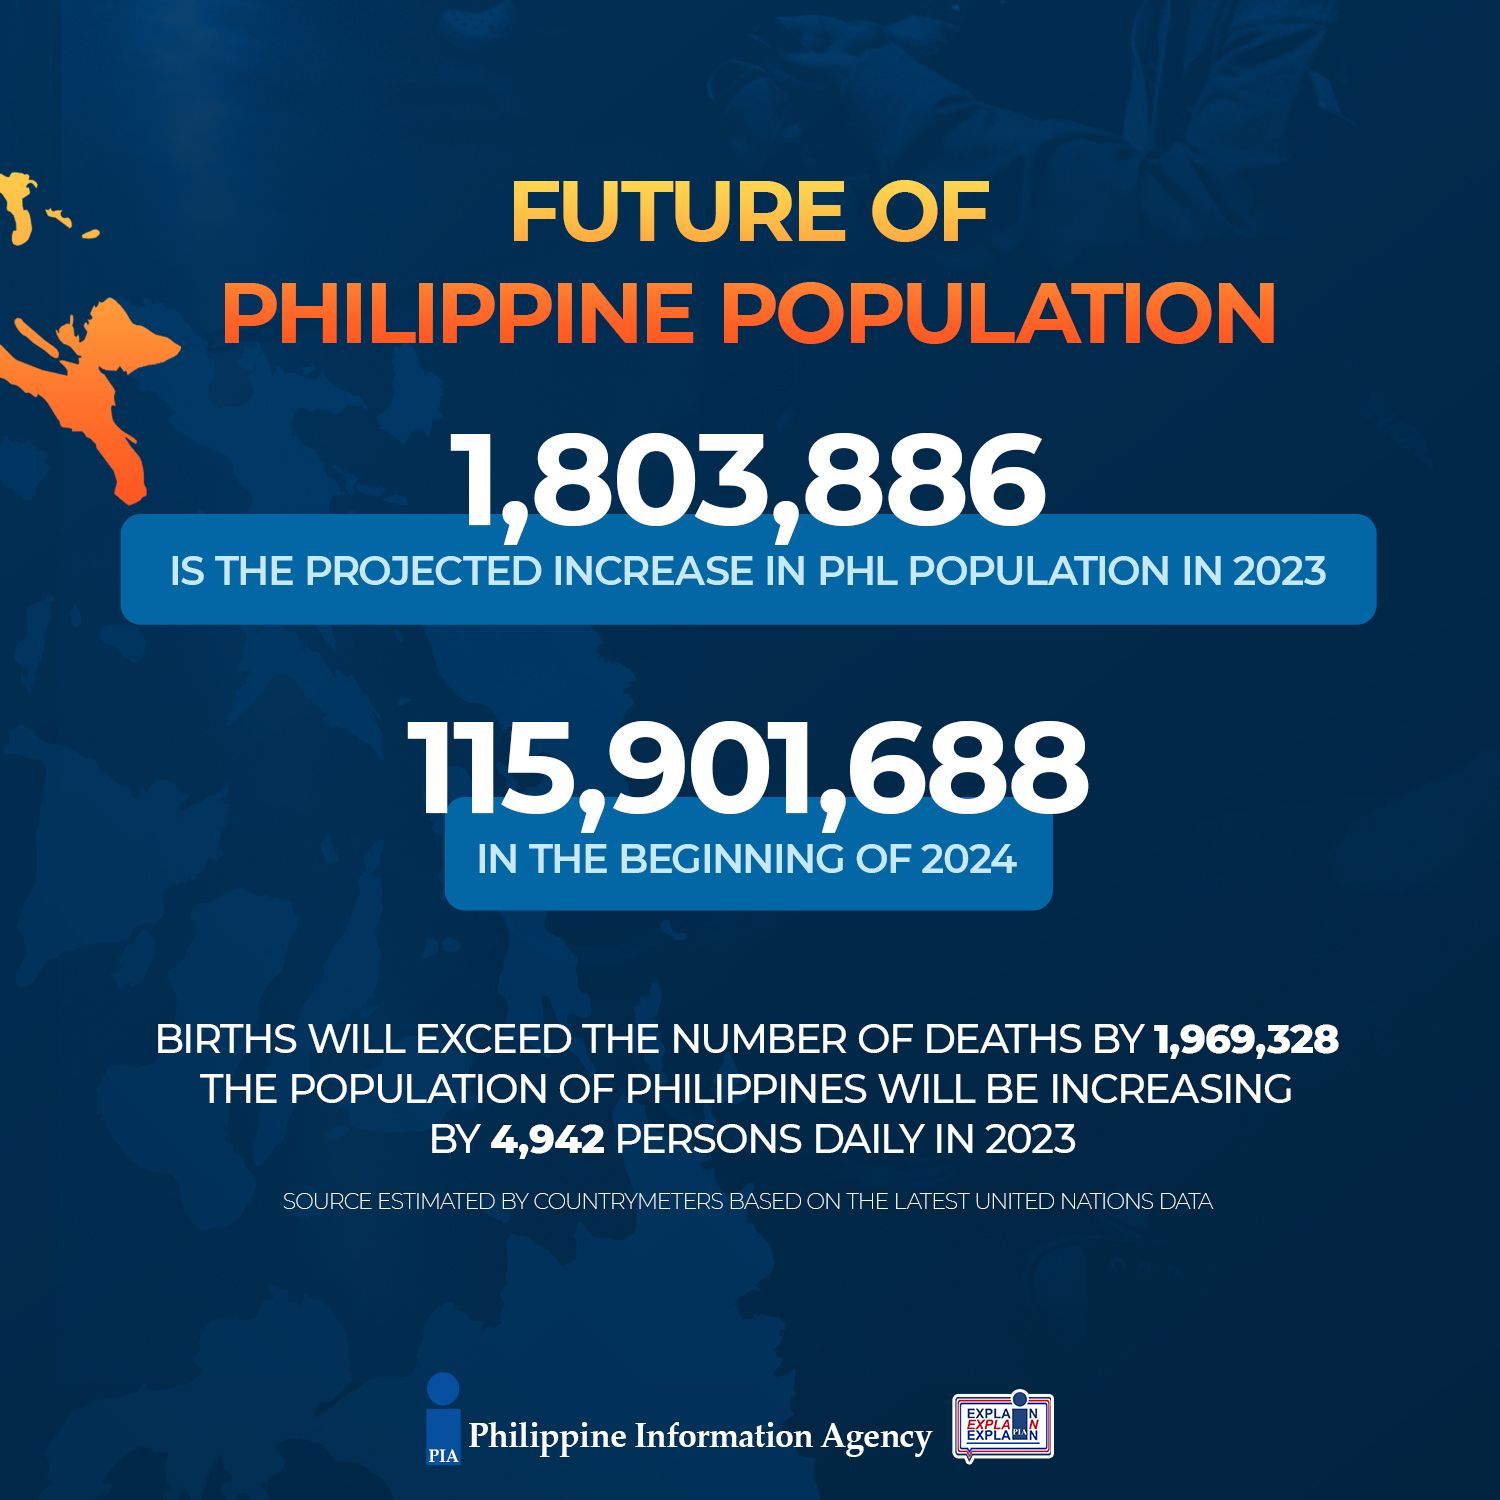 FUTURE OF
PHILIPPINE POPULATION
1,803,886
IS THE PROJECTED INCREASE IN PHL POPULATION IN 2023
115,901,688
IN THE BEGINNING OF 2024
BIRTHS WILL EXCEED THE NUMBER OF DEATHS BY 1,969,328
THE POPULATION OF PHILIPPINES WILL BE INCREASING
BY 4,942 PERSONS DAILY IN 2023
SOURCE ESTIMATED BY COUNTRYMETERS BASED ON THE LATEST UNITED NATIONS DATA
PIA
Philippine Information Agency
EXPLAIN
EXPLAIN
EXPLAIN
PIA